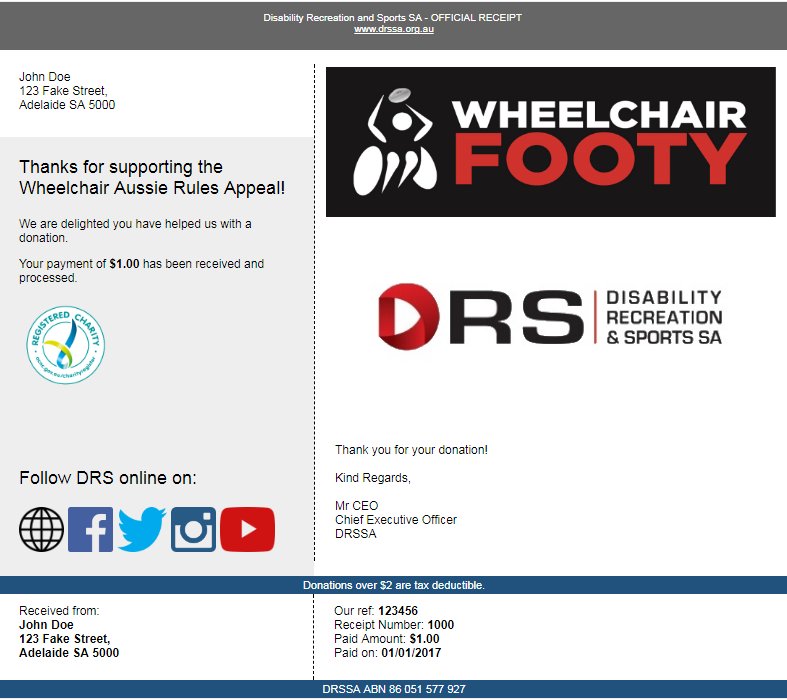 Disability Recreation and Sports SA - OFFICIAL RECEIPT
www.drssa.org.au
John Doe
123 Fake Street,
Adelaide SA 5000
Thanks for supporting the
Wheelchair Aussie Rules Appeal!
We are delighted you have helped us with a
donation.
Your payment of $1.00 has been received and
processed.
REGISTERED CHARITY
acnc.gov.au/charityregister
Follow DRS online on:
WHEELCHAIR
FOOTY
DRS
DISABILITY
RECREATION
& SPORTS SA
Thank you for your donation!
Kind Regards,
Mr CEO
Chief Executive Officer
DRSSA
Donations over $2 are tax deductible.
Received from:
John Doe
123 Fake Street,
Adelaide SA 5000
Our ref: 123456
Receipt Number: 1000
Paid Amount: $1.00
Paid on: 01/01/2017
DRSSA ABN 86 051 577 927